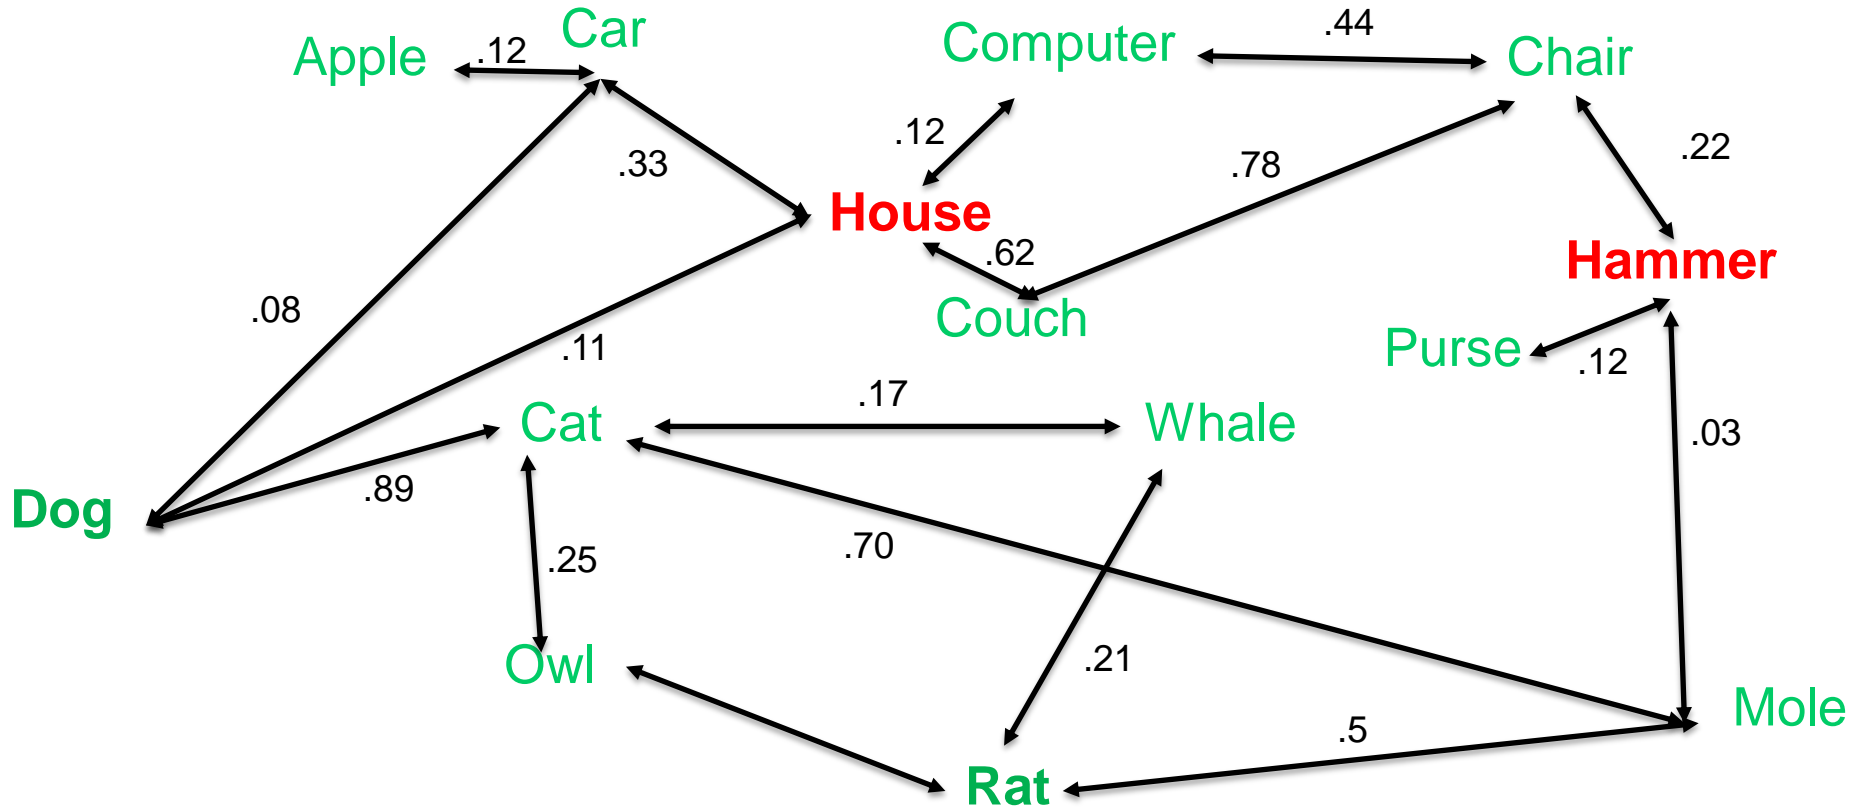 Apple
.12
Car
Computer
.44
Chair
.33
.12
.78
.22
House
.62
Hammer
.08
.11
Couch
Purse
.12
Cat
.17
Whale
.03
Dog
.89
.25
.70
Owl
.21
Mole
.5
Rat